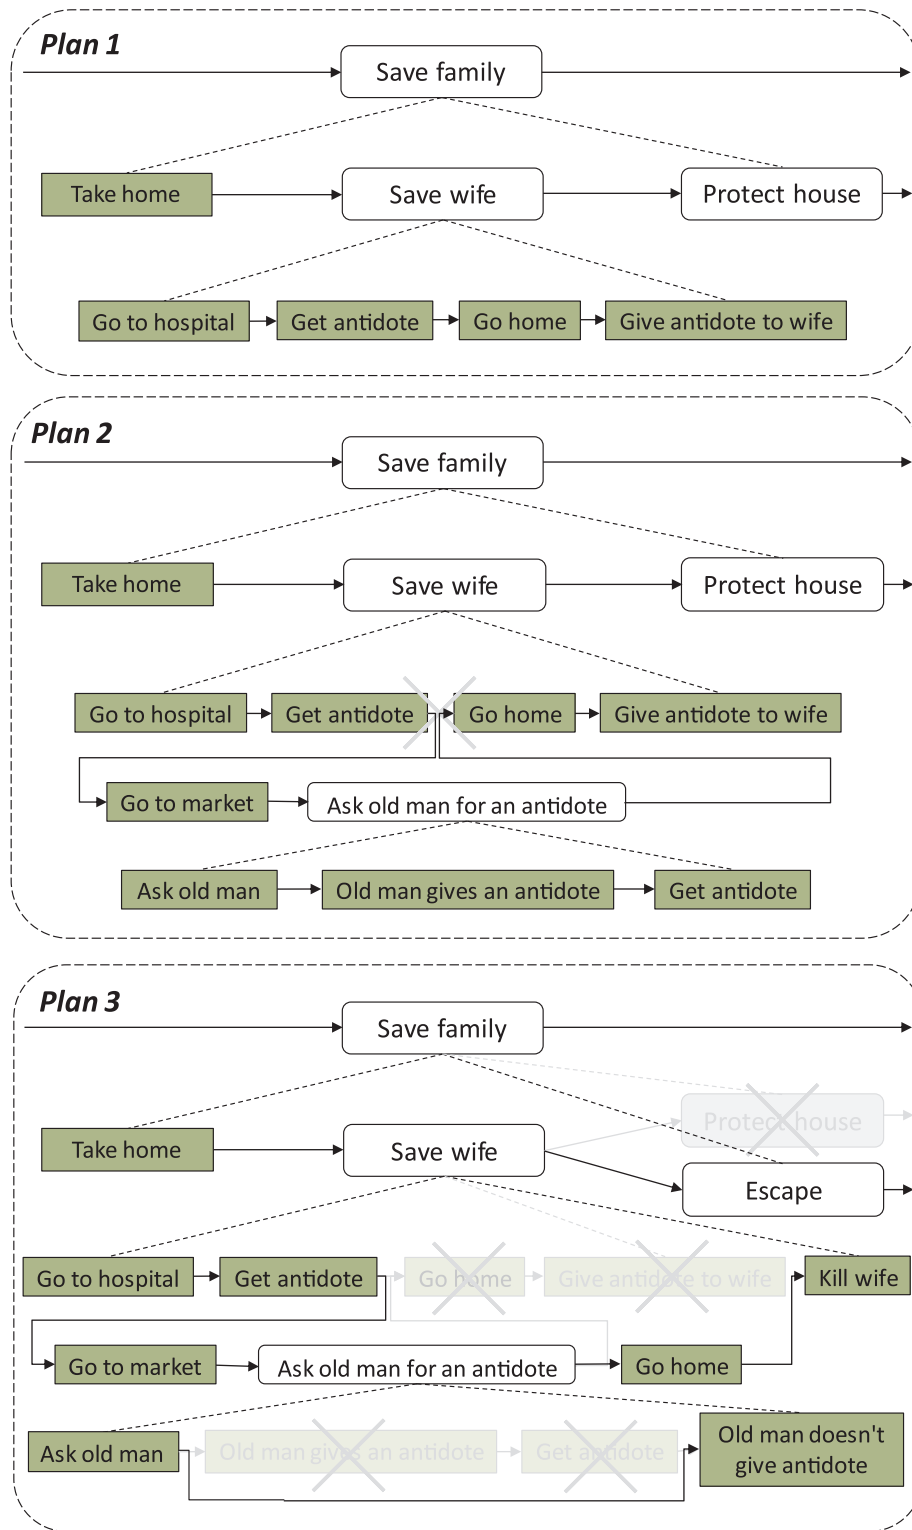 Plan 1
Save family
Take home
Save wife
Protect house
Go to hospital
Get antidote
Go home
Give antidote to wife
Plan 2
Save family
Take home
Save wife
Protect house
Go to hospital
Get antidote
Go home
Give antidote to wife
Go to market
Ask old man for an antidote
Ask old man
Old man gives an antidote
Get antidote
Plan 3
Save family
Protect house
Take home
Save wife
Escape
Go to hospital
Get antidote
Go home
Give antidote to wife
Kill wife
Go to market
Ask old man for an antidote
Go home
Ask old man
Old man gives an antidote
Get antidote
Old man doesn't
give antidote